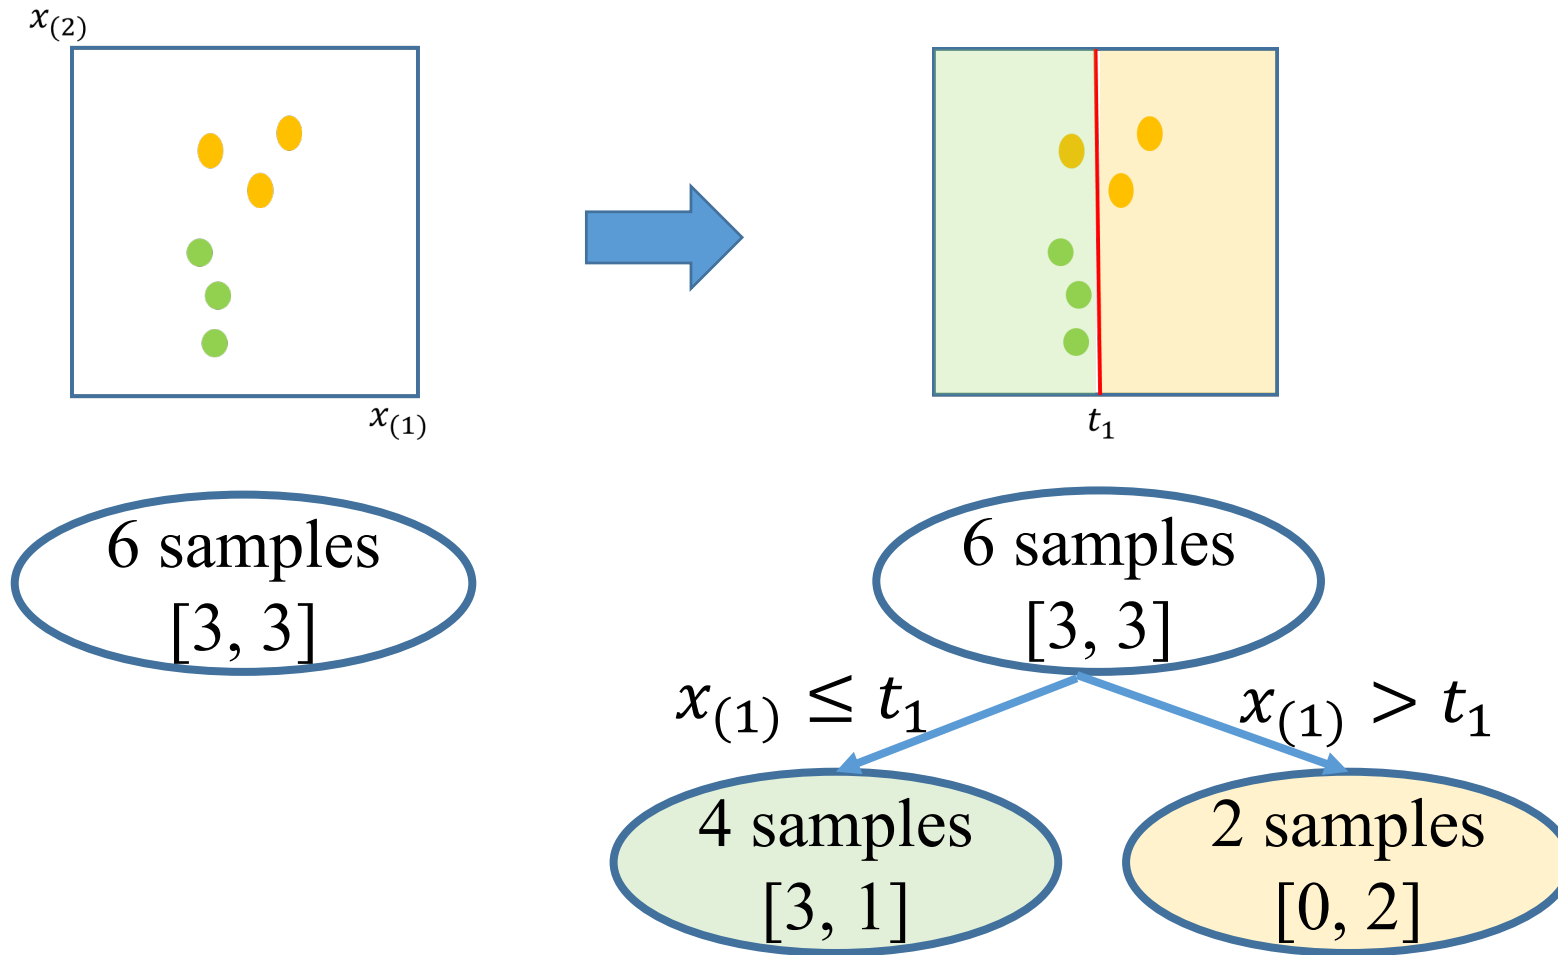 x₍₂₎
x₍₁₎
t₁
6 samples
[3, 3]
6 samples
[3, 3]
x₍₁₎ ≤ t₁
x₍₁₎ > t₁
4 samples
[3, 1]
2 samples
[0, 2]